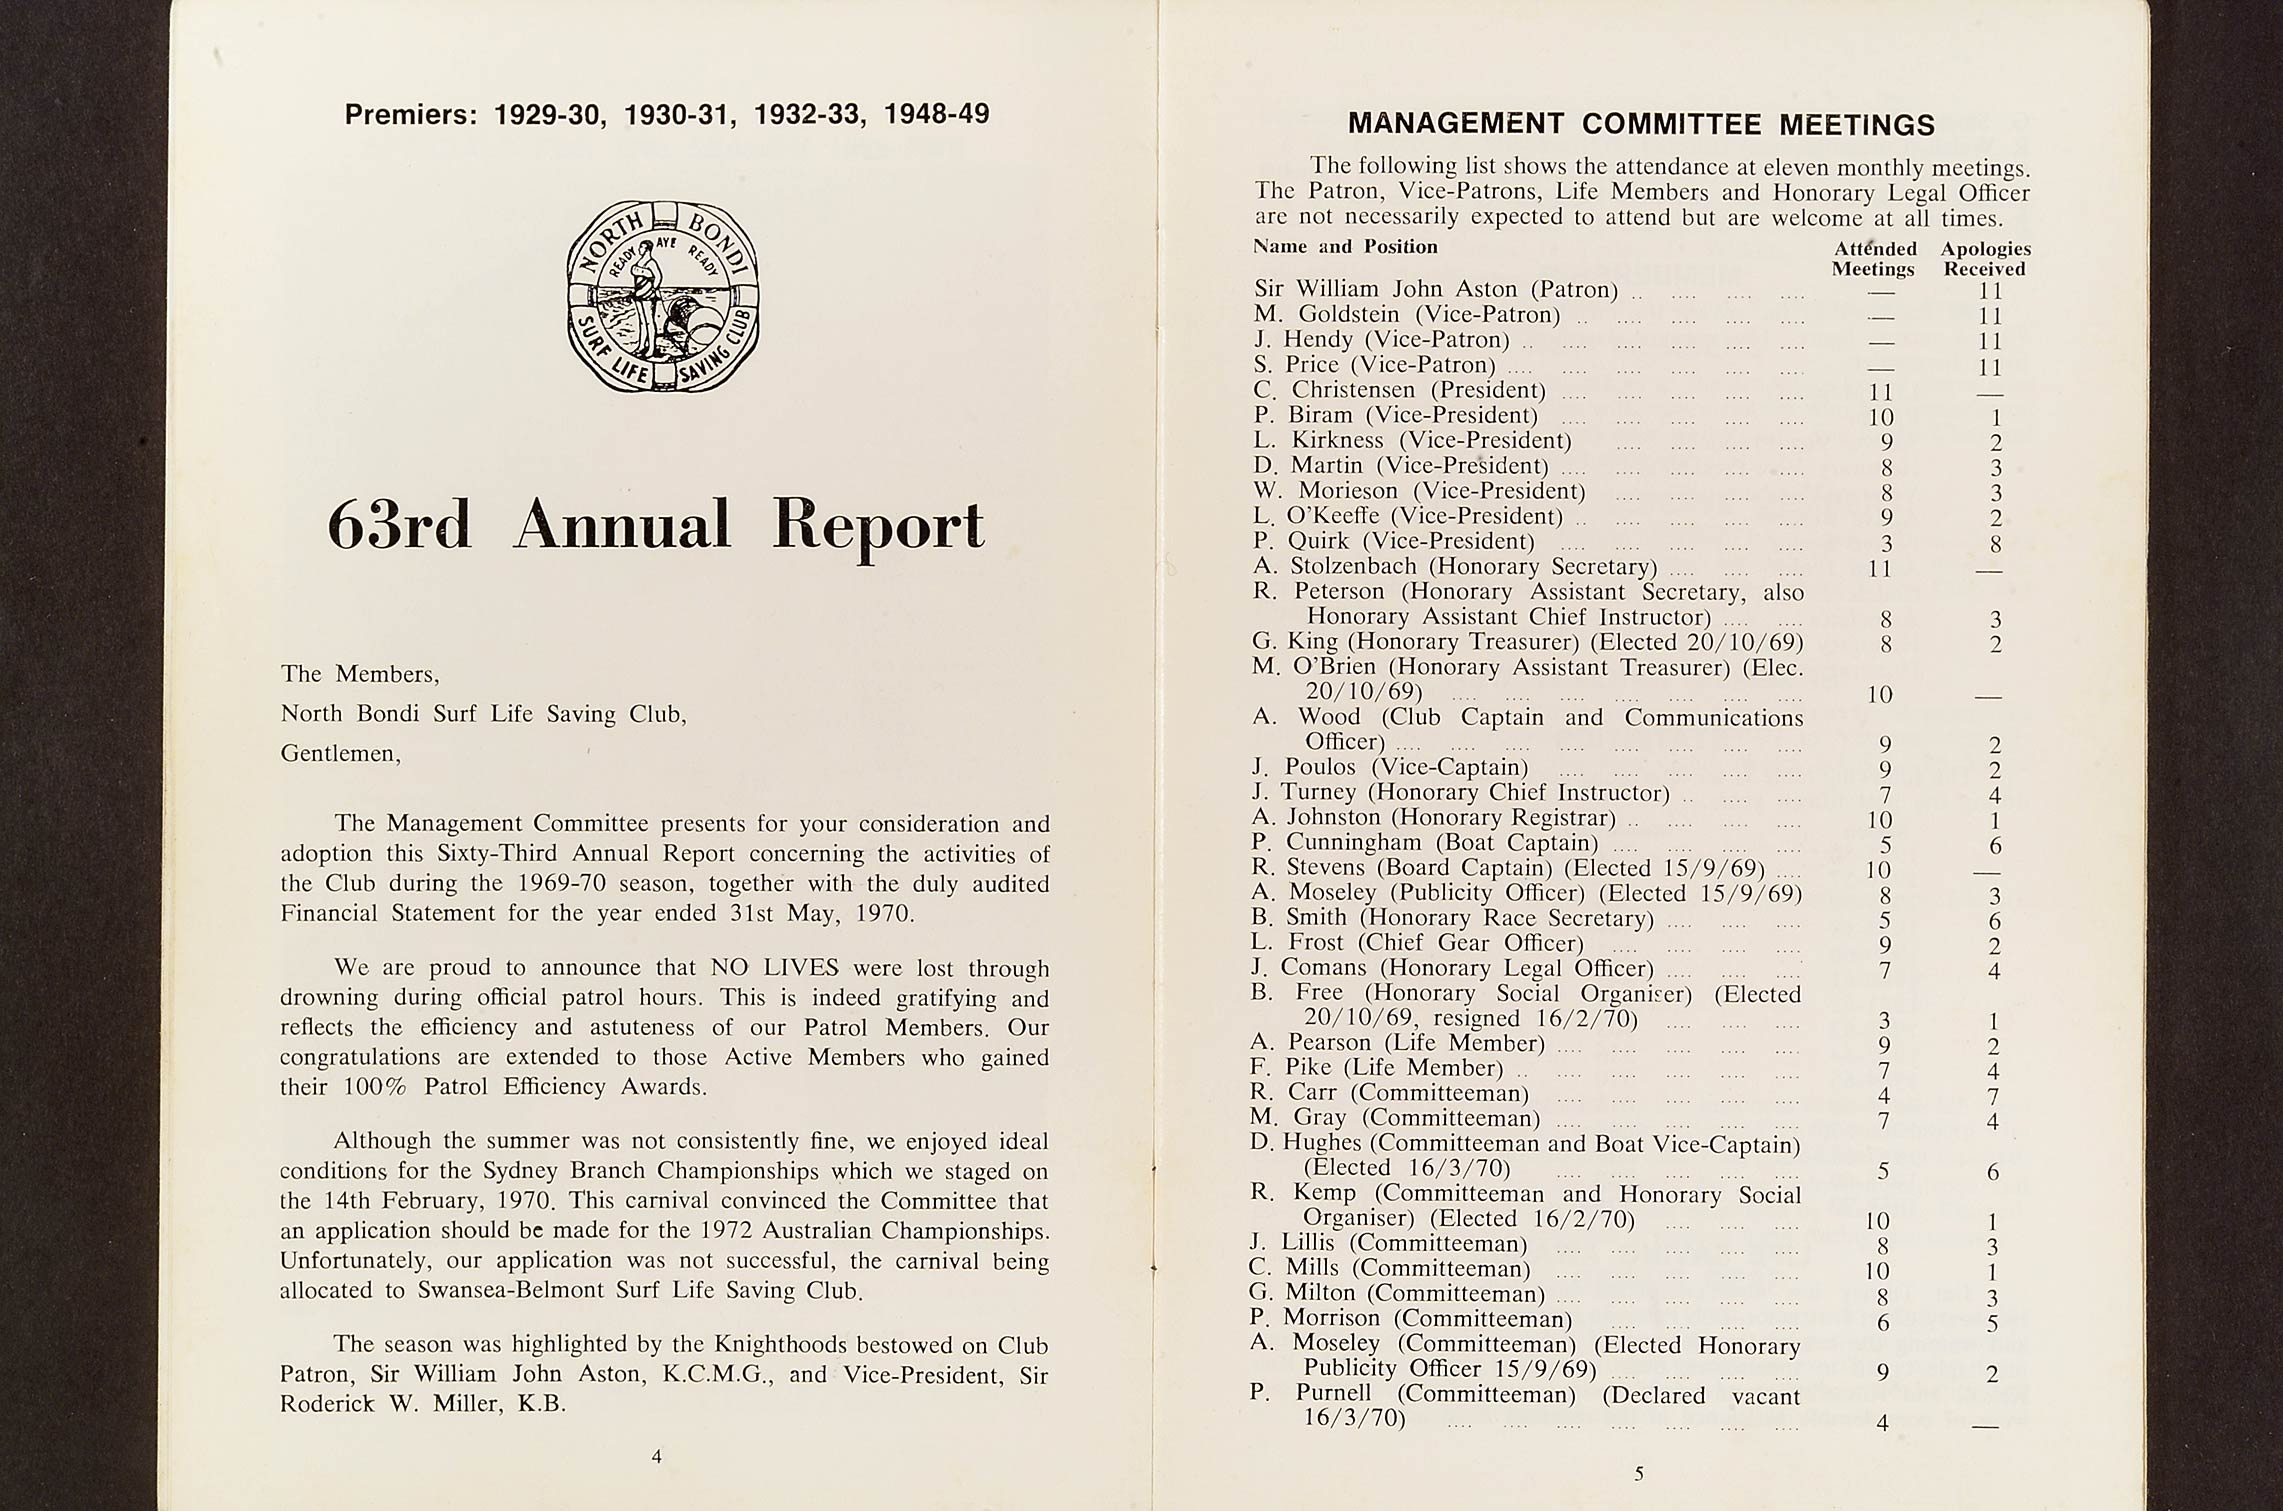 Premiers: 1929-30, 1930-31, 1932-33, 1948-49
NORTH BONDI
SURF LIFE SAVING CLUB
READY AYE READY
63rd Annual Report
The Members,
North Bondi Surf Life Saving Club,
Gentlemen,
The Management Committee presents for your consideration and
adoption this Sixty-Third Annual Report concerning the activities of
the Club during the 1969-70 season, together with the duly audited
Financial Statement for the year ended 31st May, 1970.
We are proud to announce that NO LIVES were lost through
drowning during official patrol hours. This is indeed gratifying and
reflects the efficiency and astuteness of our Patrol Members. Our
congratulations are extended to those Active Members who gained
their 100% Patrol Efficiency Awards.
Although the summer was not consistently fine, we enjoyed ideal
conditions for the Sydney Branch Championships which we staged on
the 14th February, 1970. This carnival convinced the Committee that
an application should be made for the 1972 Australian Championships.
Unfortunately, our application was not successful, the carnival being
allocated to Swansea-Belmont Surf Life Saving Club.
The season was highlighted by the Knighthoods bestowed on Club
Patron, Sir William John Aston, K.C.M.G., and Vice-President, Sir
Roderick W. Miller, K.B.
4
MANAGEMENT COMMITTEE MEETINGS
The following list shows the attendance at eleven monthly meetings.
The Patron, Vice-Patrons, Life Members and Honorary Legal Officer
are not necessarily expected to attend but are welcome at all times.
Name and Position Attended Apologies
Meetings Received
Sir William John Aston (Patron) .. .... .... .... — 11
M. Goldstein (Vice-Patron) .. .... .... .... .... — 11
J. Hendy (Vice-Patron) .. .... .... .... .... .... — 11
S. Price (Vice-Patron) .... .... .... .... .... .... — 11
C. Christensen (President) .... .... .... .... .... 11 —
P. Biram (Vice-President) .... .... .... .... .... 10 1
L. Kirkness (Vice-President) .... .... .... .... 9 2
D. Martin (Vice-President) .... .... .... .... .... 8 3
W. Morieson (Vice-President) .... .... .... .... 8 3
L. O'Keeffe (Vice-President) .. .... .... .... .... 9 2
P. Quirk (Vice-President) .... .... .... .... .... 3 8
A. Stolzenbach (Honorary Secretary) .... .... .... 11 —
R. Peterson (Honorary Assistant Secretary, also
Honorary Assistant Chief Instructor) .... .... 8 3
G. King (Honorary Treasurer) (Elected 20/10/69) 8 2
M. O'Brien (Honorary Assistant Treasurer) (Elec.
20/10/69) .... .... .... .... .... .... .... 10 —
A. Wood (Club Captain and Communications
Officer) .... .... .... .... .... .... .... .... 9 2
J. Poulos (Vice-Captain) .... .... .... .... .... 9 2
J. Turney (Honorary Chief Instructor) .. .... .... 7 4
A. Johnston (Honorary Registrar) .. .... .... .... 10 1
P. Cunningham (Boat Captain) .... .... .... .... 5 6
R. Stevens (Board Captain) (Elected 15/9/69) .... 10 —
A. Moseley (Publicity Officer) (Elected 15/9/69) 8 3
B. Smith (Honorary Race Secretary) .... .... .... 5 6
L. Frost (Chief Gear Officer) .... .... .... .... 9 2
J. Comans (Honorary Legal Officer) .... .... .... 7 4
B. Free (Honorary Social Organiser) (Elected
20/10/69, resigned 16/2/70) .... .... .... 3 1
A. Pearson (Life Member) .... .... .... .... .... 9 2
F. Pike (Life Member) .. .... .... .... .... .... 7 4
R. Carr (Committeeman) .... .... .... .... .... 4 7
M. Gray (Committeeman) .... .... .... .... .... 7 4
D. Hughes (Committeeman and Boat Vice-Captain)
(Elected 16/3/70) .... .... .... .... .... 5 6
R. Kemp (Committeeman and Honorary Social
Organiser) (Elected 16/2/70) .... .... .... 10 1
J. Lillis (Committeeman) .... .... .... .... .... 8 3
C. Mills (Committeeman) .... .... .... .... .... 10 1
G. Milton (Committeeman) .... .... .... .... .... 8 3
P. Morrison (Committeeman) .... .... .... .... 6 5
A. Moseley (Committeeman) (Elected Honorary
Publicity Officer 15/9/69) .... .... .... .... 9 2
P. Purnell (Committeeman) (Declared vacant
16/3/70) .... .... .... .... .... .... .... 4 —
5